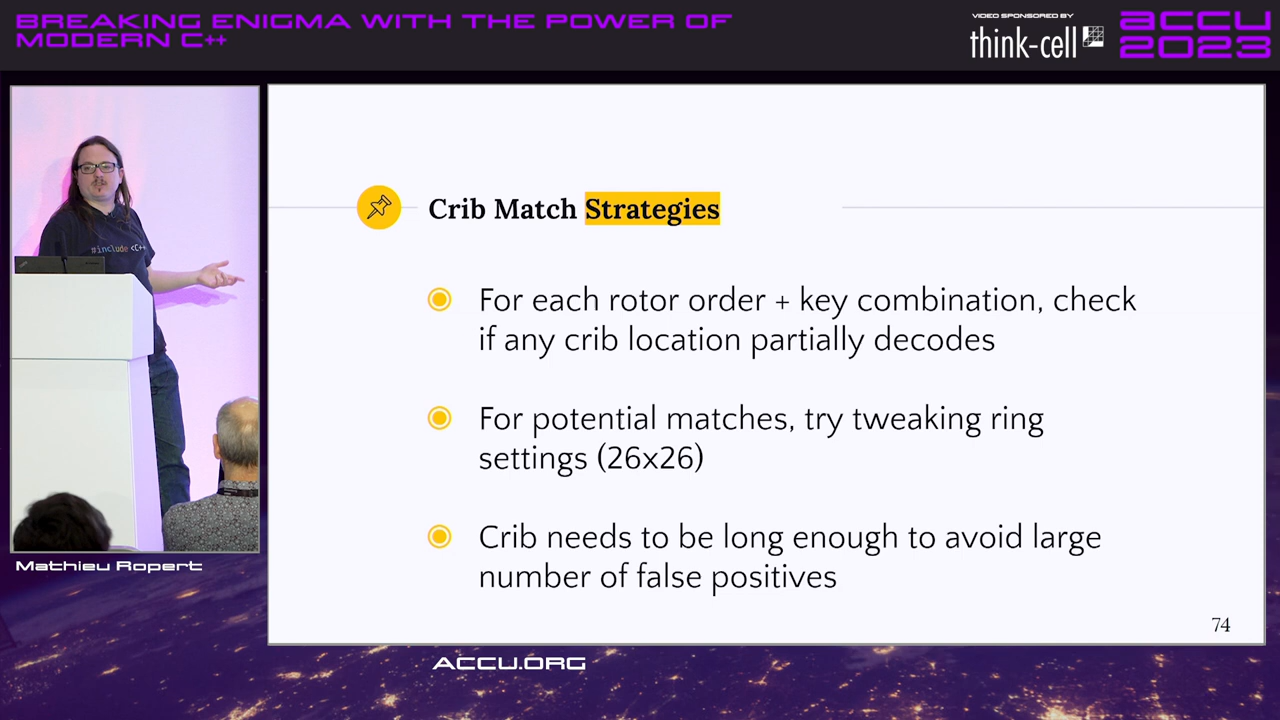 BREAKING ENIGMA WITH THE POWER OF
MODERN C++
VIDEO SPONSORED BY
think-cell
ACCU
2023
#include <C++
Crib Match Strategies
For each rotor order + key combination, check
if any crib location partially decodes
For potential matches, try tweaking ring
settings (26x26)
Crib needs to be long enough to avoid large
number of false positives
74
Mathieu Ropert
ACCU.ORG